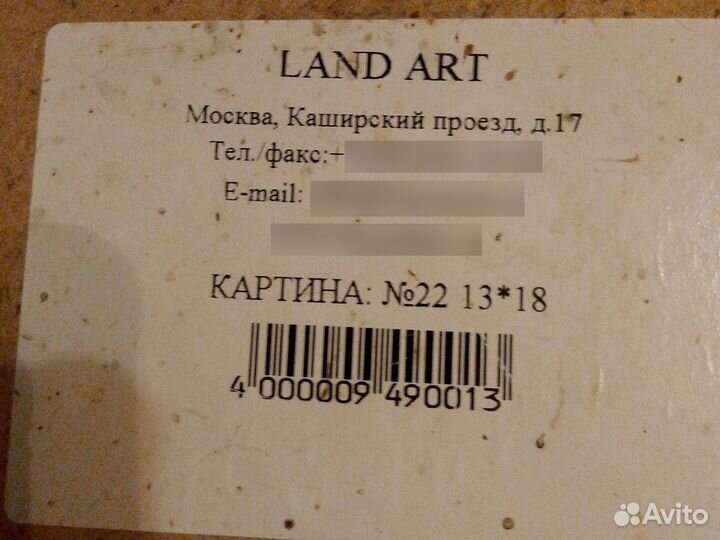 LAND ART
Москва, Каширский проезд, д.17
Тел./факс:+
E-mail:
КАРТИНА: №22 13*18
4 000009 490013
Avito